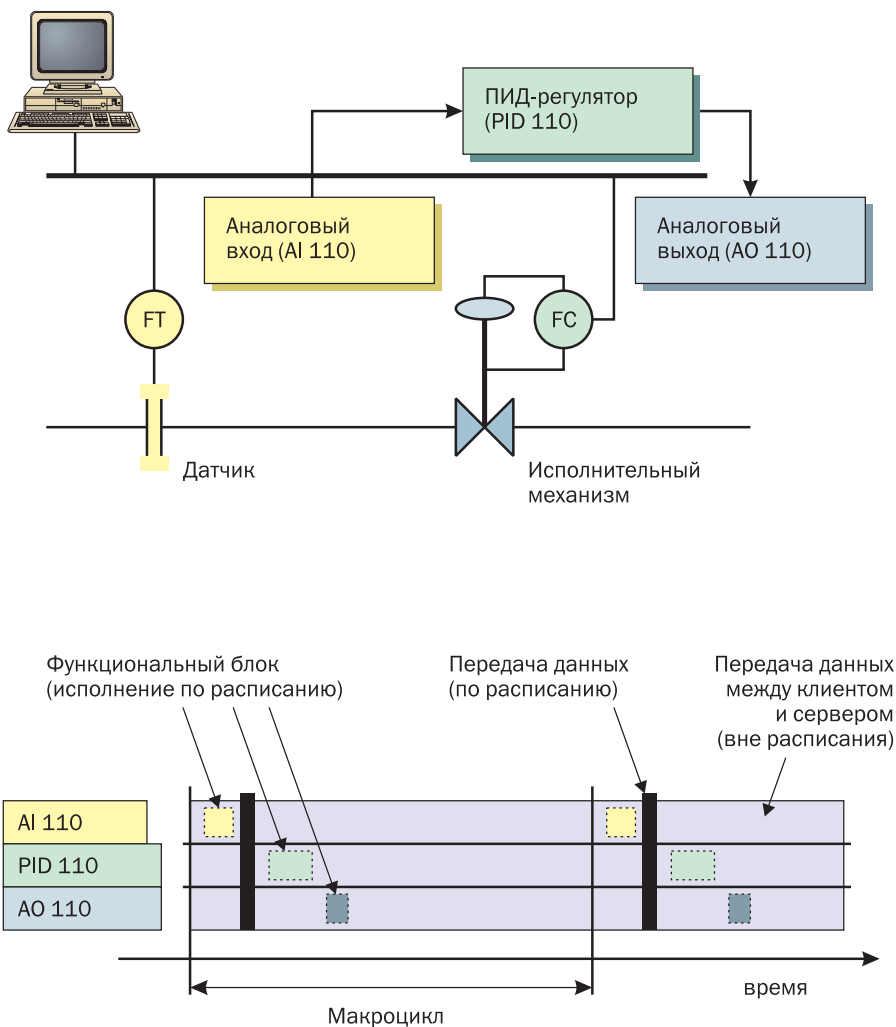 ПИД-регулятор
(PID 110)
Аналоговый
вход (AI 110)
Аналоговый
выход (AO 110)
FT
FC
Датчик
Исполнительный
механизм
Функциональный блок
(исполнение по расписанию)
Передача данных
(по расписанию)
Передача данных
между клиентом
и сервером
(вне расписания)
AI 110
PID 110
AO 110
время
Макроцикл